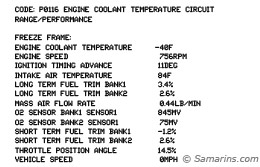 CODE: P0116 ENGINE COOLANT TEMPERATURE CIRCUIT
RANGE/PERFORMANCE
FREEZE FRAME:
ENGINE COOLANT TEMPERATURE -40F
ENGINE SPEED 756RPM
IGNITION TIMING ADVANCE 11DEG
INTAKE AIR TEMPERATURE 84F
LONG TERM FUEL TRIM BANK1 3.4%
LONG TERM FUEL TRIM BANK2 2.6%
MASS AIR FLOW RATE 0.44LB/MIN
O2 SENSOR BANK1 SENSOR1 845MV
O2 SENSOR BANK2 SENSOR1 75MV
SHORT TERM FUEL TRIM BANK1 -1.2%
SHORT TERM FUEL TRIM BANK2 2.6%
THROTTLE POSITION ANGLE 14.5%
VEHICLE SPEED 0MPH
© Samarins.com